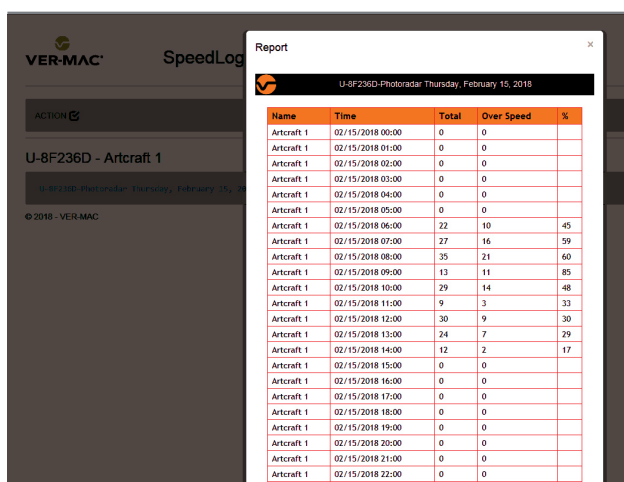 VER-MAC
SpeedLog
ACTION
U-8F236D - Artcraft 1
U-8F236D-Photoradar Thursday, February 15, 20
© 2018 - VER-MAC
Report
×
U-8F236D-Photoradar Thursday, February 15, 2018
Name Time Total Over Speed %
Artcraft 1 02/15/2018 00:00 0 0
Artcraft 1 02/15/2018 01:00 0 0
Artcraft 1 02/15/2018 02:00 0 0
Artcraft 1 02/15/2018 03:00 0 0
Artcraft 1 02/15/2018 04:00 0 0
Artcraft 1 02/15/2018 05:00 0 0
Artcraft 1 02/15/2018 06:00 22 10 45
Artcraft 1 02/15/2018 07:00 27 16 59
Artcraft 1 02/15/2018 08:00 35 21 60
Artcraft 1 02/15/2018 09:00 13 11 85
Artcraft 1 02/15/2018 10:00 29 14 48
Artcraft 1 02/15/2018 11:00 9 3 33
Artcraft 1 02/15/2018 12:00 30 9 30
Artcraft 1 02/15/2018 13:00 24 7 29
Artcraft 1 02/15/2018 14:00 12 2 17
Artcraft 1 02/15/2018 15:00 0 0
Artcraft 1 02/15/2018 16:00 0 0
Artcraft 1 02/15/2018 17:00 0 0
Artcraft 1 02/15/2018 18:00 0 0
Artcraft 1 02/15/2018 19:00 0 0
Artcraft 1 02/15/2018 20:00 0 0
Artcraft 1 02/15/2018 21:00 0 0
Artcraft 1 02/15/2018 22:00 0 0